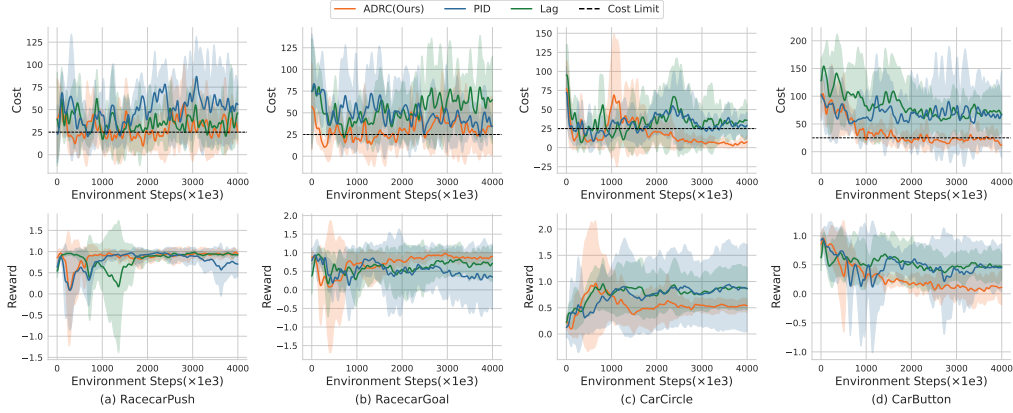 ADRC(Ours) PID Lag Cost Limit
125
100
75
50
25
0
Cost
0 1000 2000 3000 4000
Environment Steps(×1e3)
125
100
75
50
25
0
Cost
0 1000 2000 3000 4000
Environment Steps(×1e3)
150
125
100
75
50
25
0
−25
Cost
0 1000 2000 3000 4000
Environment Steps(×1e3)
200
150
100
50
0
Cost
0 1000 2000 3000 4000
Environment Steps(×1e3)
1.5
1.0
0.5
0.0
−0.5
−1.0
−1.5
Reward
0 1000 2000 3000 4000
Environment Steps(×1e3)
(a) RacecarPush
2.0
1.5
1.0
0.5
0.0
−0.5
−1.0
−1.5
Reward
0 1000 2000 3000 4000
Environment Steps(×1e3)
(b) RacecarGoal
2.0
1.5
1.0
0.5
0.0
Reward
0 1000 2000 3000 4000
Environment Steps(×1e3)
(c) CarCircle
1.0
0.5
0.0
−0.5
−1.0
Reward
0 1000 2000 3000 4000
Environment Steps(×1e3)
(d) CarButton